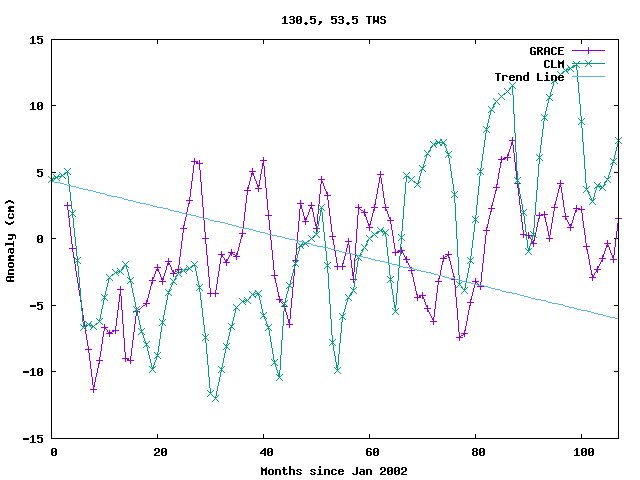 130.5, 53.5 TWS
GRACE
CLM
Trend Line
15
10
5
0
-5
-10
-15
Anomaly (cm)
0 20 40 60 80 100
Months since Jan 2002